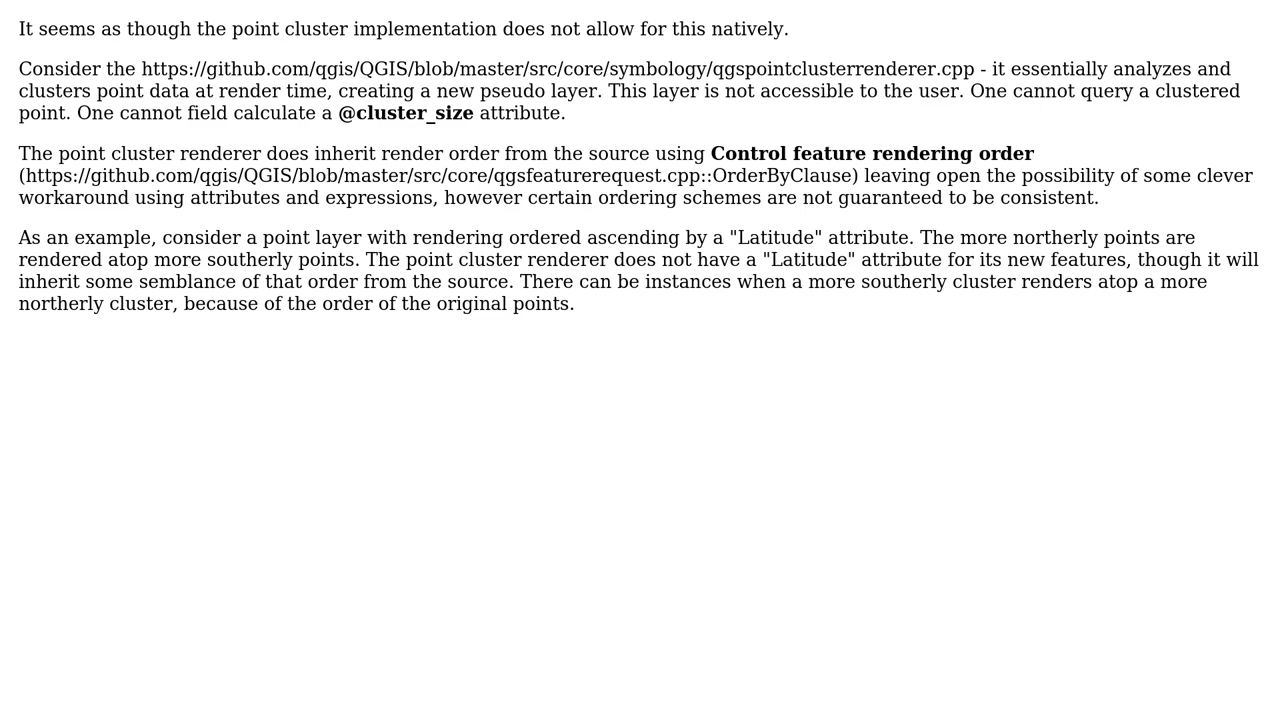 It seems as though the point cluster implementation does not allow for this natively.
Consider the https://github.com/qgis/QGIS/blob/master/src/core/symbology/qgspointclusterrenderer.cpp - it essentially analyzes and
clusters point data at render time, creating a new pseudo layer. This layer is not accessible to the user. One cannot query a clustered
point. One cannot field calculate a @cluster_size attribute.
The point cluster renderer does inherit render order from the source using Control feature rendering order
(https://github.com/qgis/QGIS/blob/master/src/core/qgsfeaturerequest.cpp::OrderByClause) leaving open the possibility of some clever
workaround using attributes and expressions, however certain ordering schemes are not guaranteed to be consistent.
As an example, consider a point layer with rendering ordered ascending by a "Latitude" attribute. The more northerly points are
rendered atop more southerly points. The point cluster renderer does not have a "Latitude" attribute for its new features, though it will
inherit some semblance of that order from the source. There can be instances when a more southerly cluster renders atop a more
northerly cluster, because of the order of the original points.